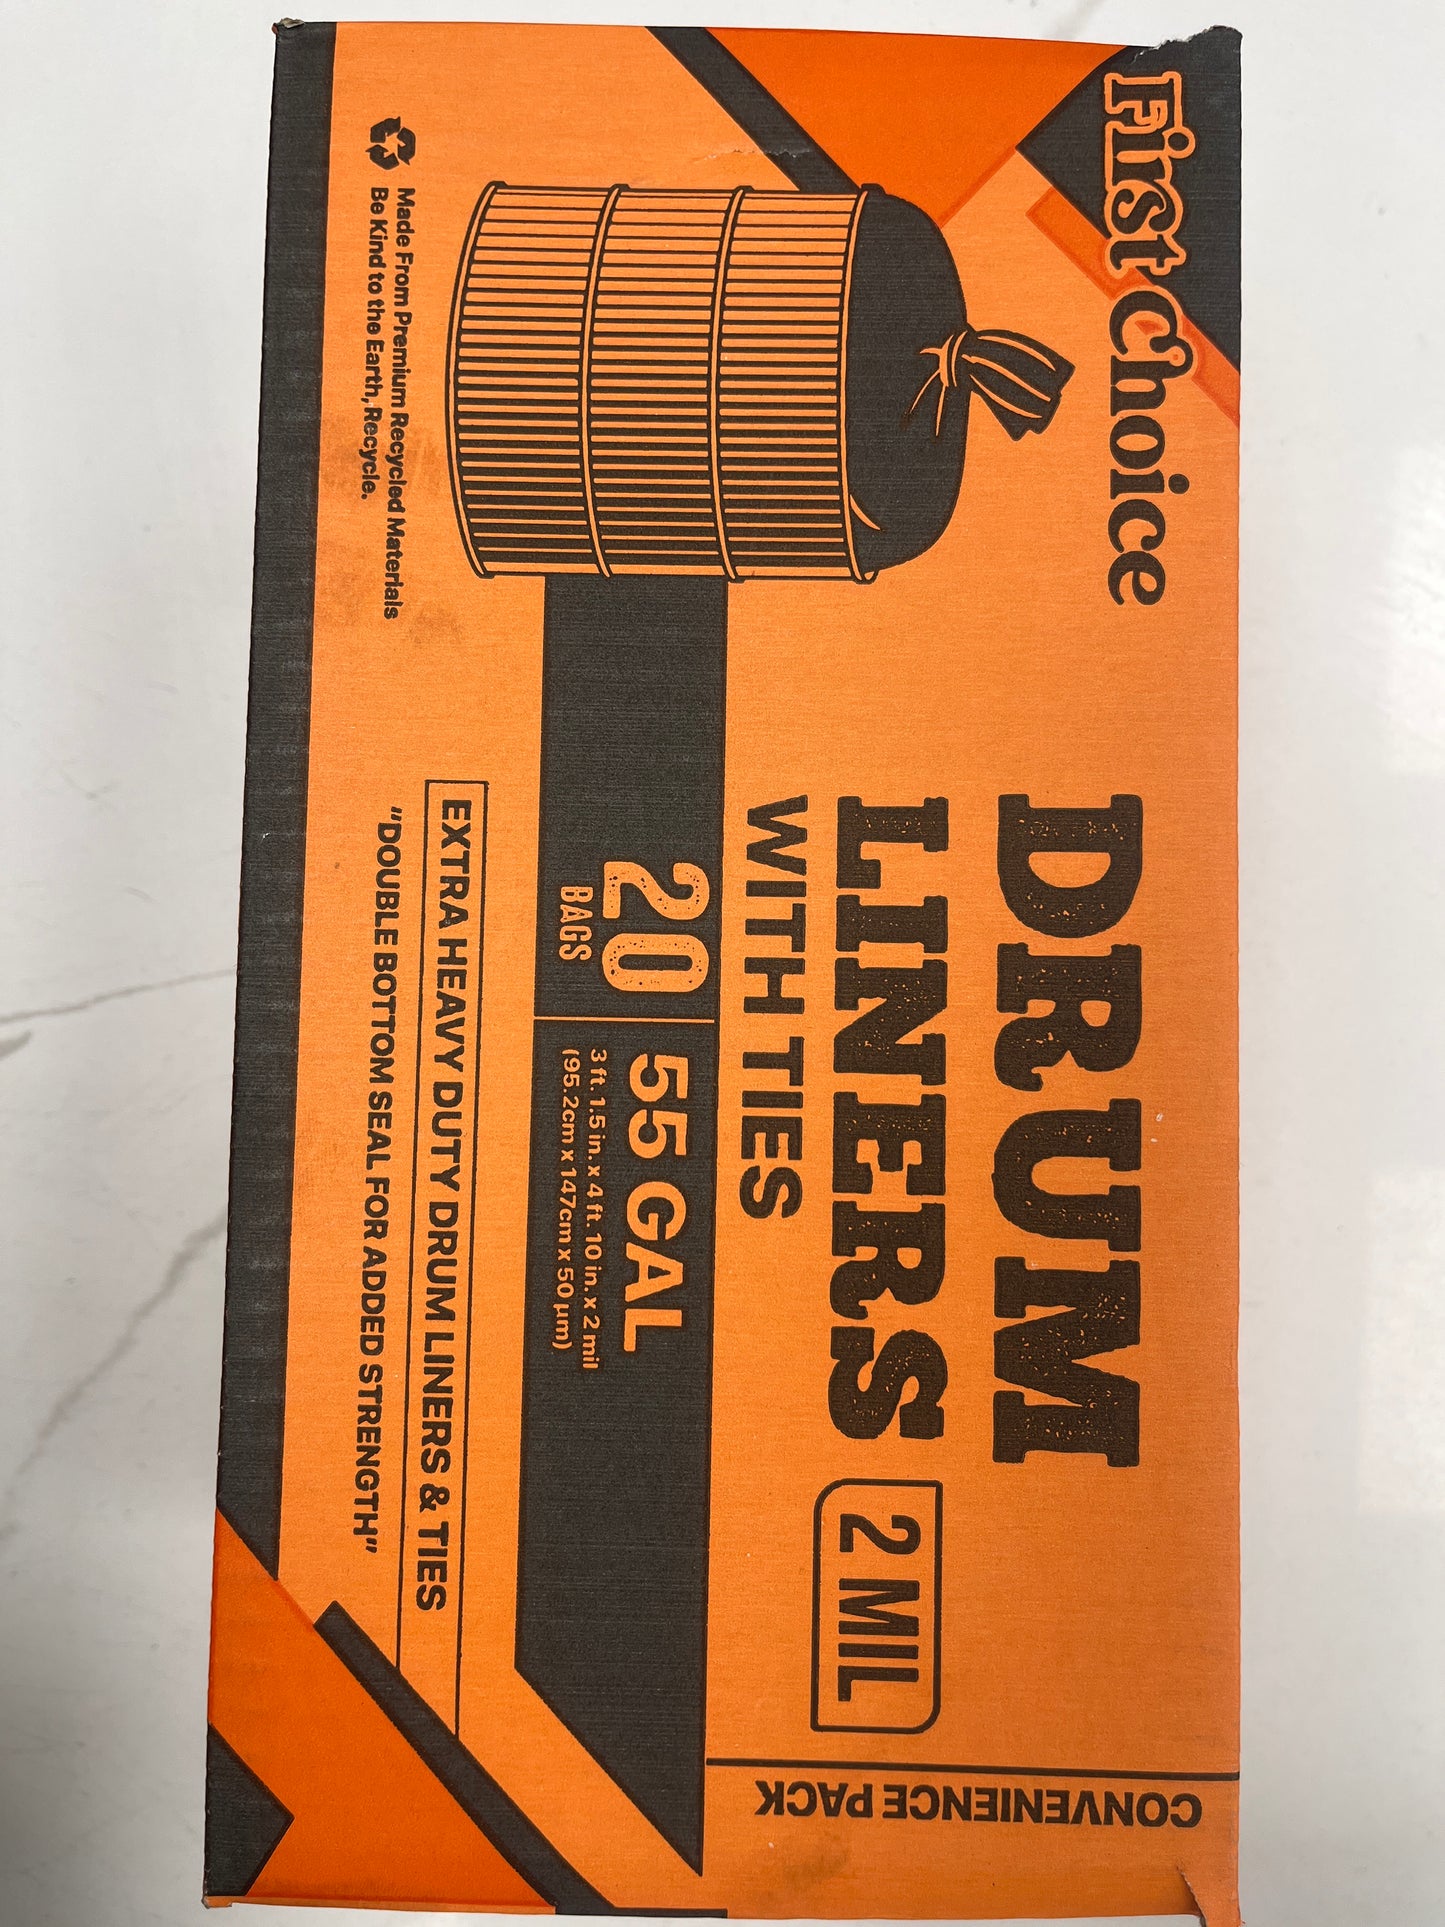 First Choice
DRUM
LINERS 2 MIL
WITH TIES
CONVENIENCE PACK
20
BAGS
55 GAL
3 ft. 1.5 in. x 4 ft. 10 in. x 2 mil
(95.2cm x 147cm x 50 µm)
EXTRA HEAVY DUTY DRUM LINERS & TIES
"DOUBLE BOTTOM SEAL FOR ADDED STRENGTH"
Made From Premium Recycled Materials
Be Kind to the Earth, Recycle.